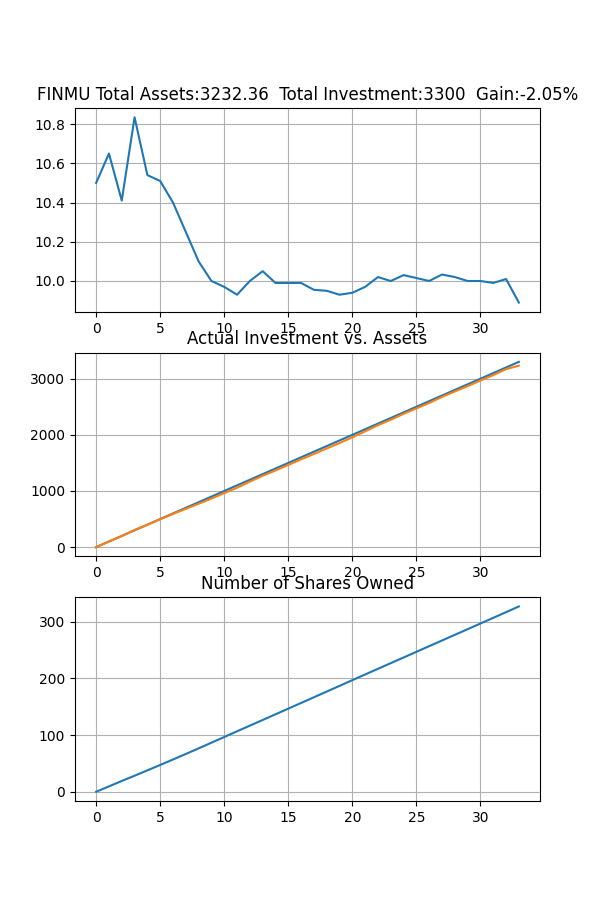 FINMU Total Assets:3232.36  Total Investment:3300  Gain:-2.05%
10.8
10.6
10.4
10.2
10.0
0 5 10 15 20 25 30
Actual Investment vs. Assets
3000
2000
1000
0
0 5 10 15 20 25 30
Number of Shares Owned
300
200
100
0
0 5 10 15 20 25 30